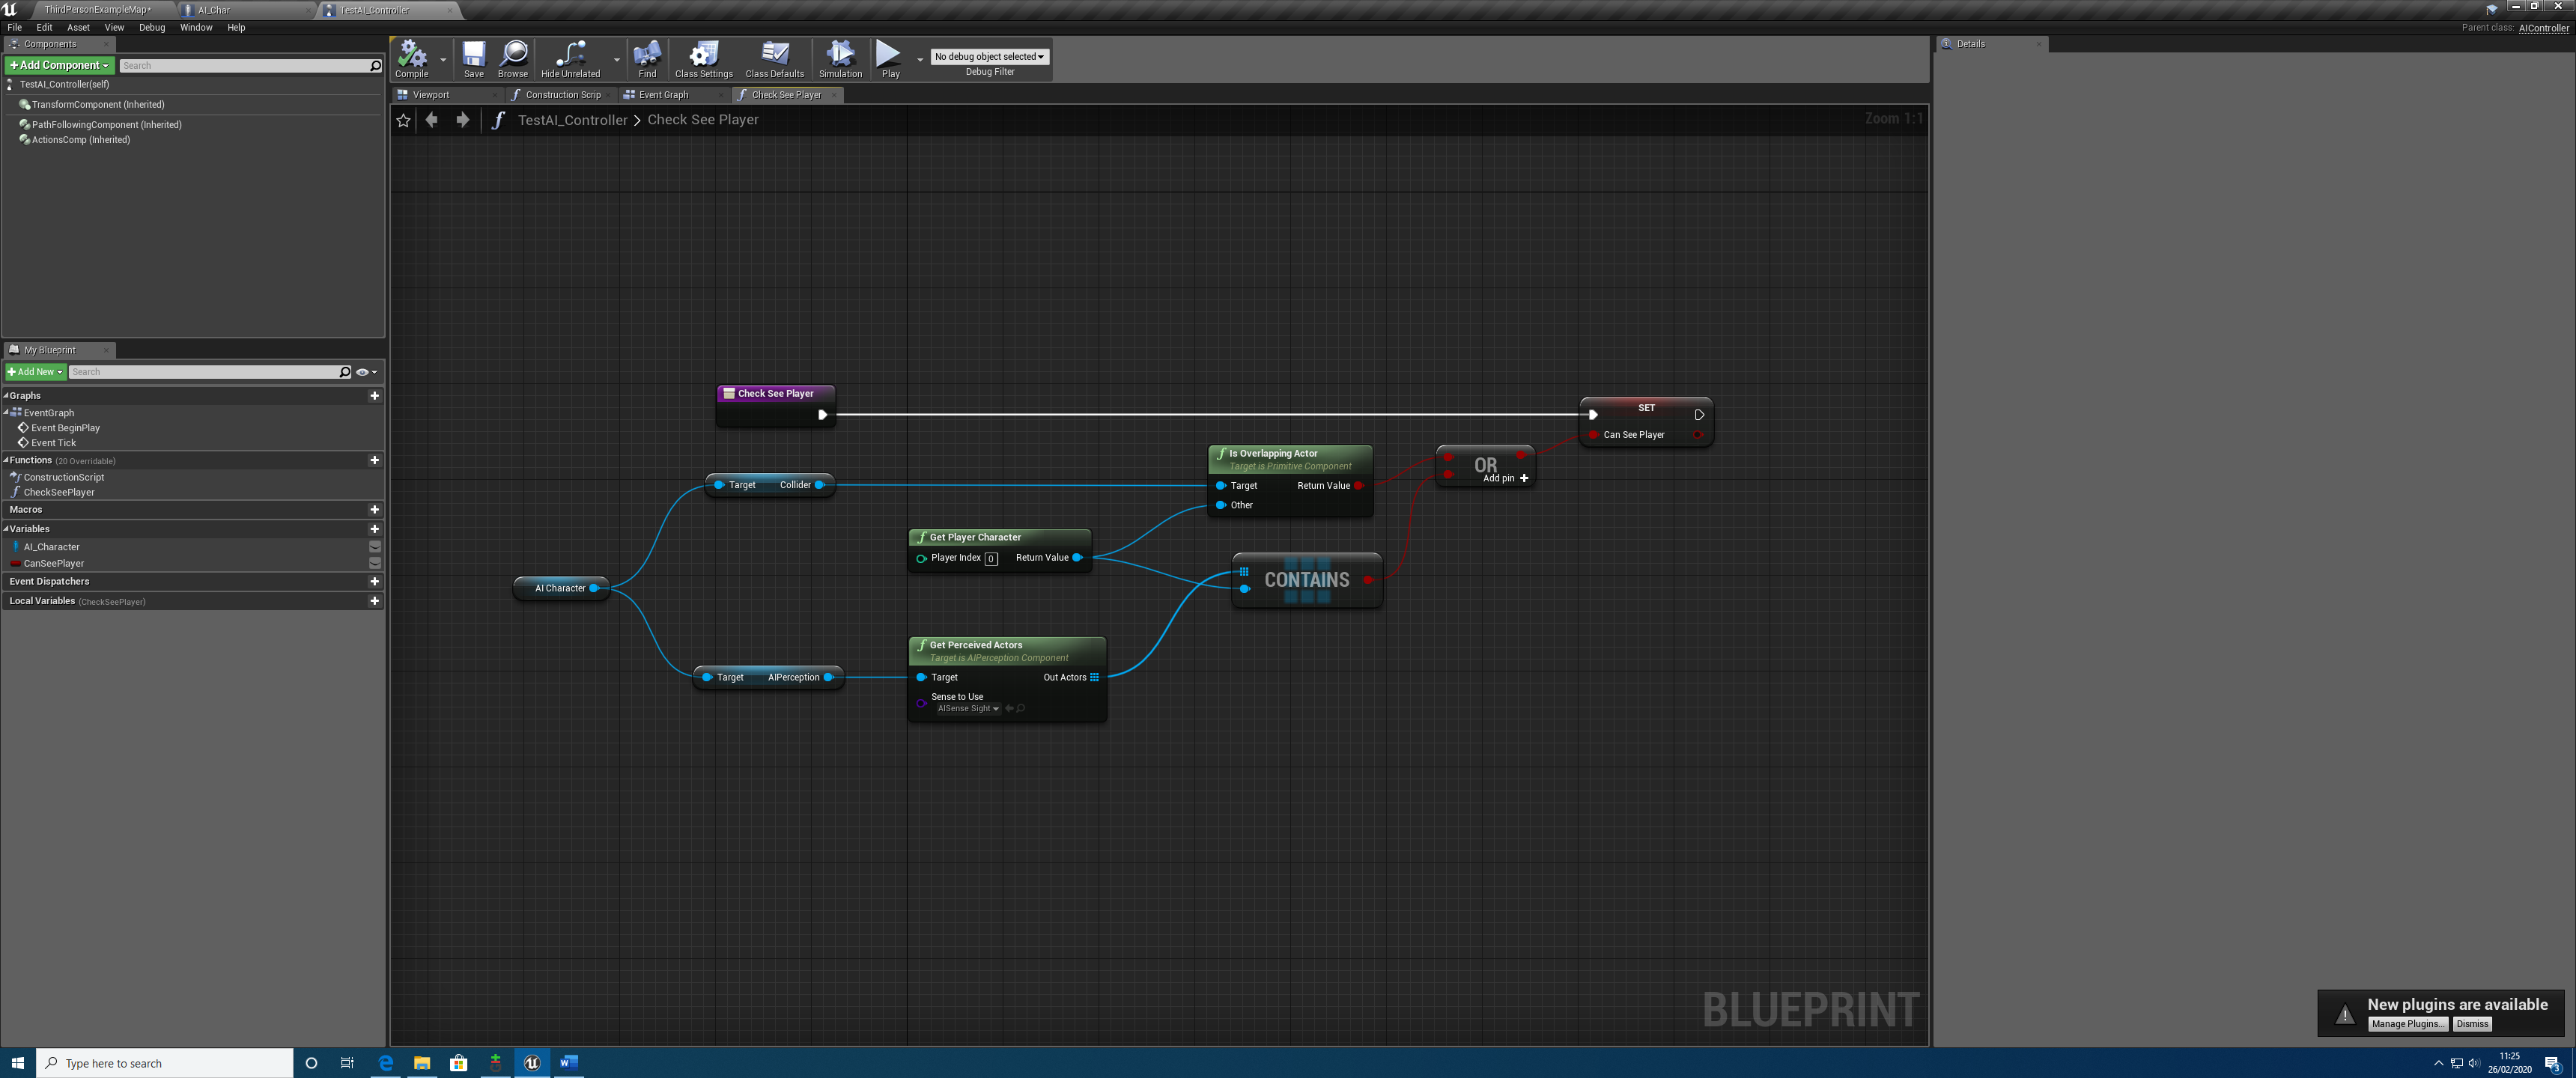 ThirdPersonExampleMap*
AI_Char
TestAI_Controller
File Edit Asset View Debug Window Help
Parent class: AIController
Components
+Add Component
Search
TestAI_Controller(self)
TransformComponent (Inherited)
PathFollowingComponent (Inherited)
ActionsComp (Inherited)
My Blueprint
+Add New
Search
Graphs
EventGraph
Event BeginPlay
Event Tick
Functions (20 Overridable)
ConstructionScript
CheckSeePlayer
Macros
Variables
AI_Character
CanSeePlayer
Event Dispatchers
Local Variables (CheckSeePlayer)
Compile
Save
Browse
Hide Unrelated
Find
Class Settings
Class Defaults
Simulation
Play
No debug object selected
Debug Filter
Viewport
Construction Scrip
Event Graph
Check See Player
TestAI_Controller > Check See Player
Zoom 1:1
Check See Player
SET
Can See Player
Is Overlapping Actor
Target is Primitive Component
Target Return Value
Other
OR
Add pin +
Target Collider
Get Player Character
Player Index 0 Return Value
CONTAINS
AI Character
Get Perceived Actors
Target is AIPerception Component
Target Out Actors
Sense to Use
AISense Sight
Target AIPerception
BLUEPRINT
Details
New plugins are available
Manage Plugins... Dismiss
Type here to search
11:25
26/02/2020
3